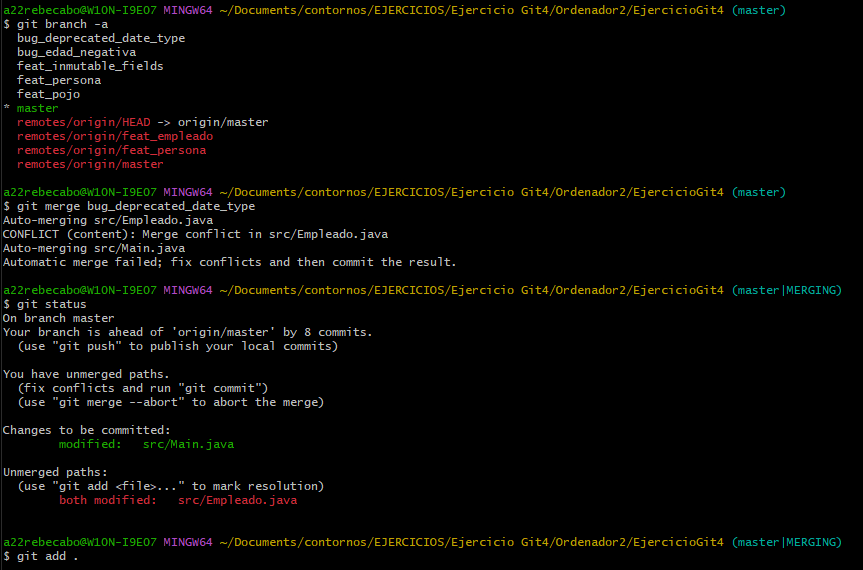 a22rebecabo@W10N-I9E07 MINGW64 ~/Documents/contornos/EJERCICIOS/Ejercicio Git4/Ordenador2/EjercicioGit4 (master)
$ git branch -a
  bug_deprecated_date_type
  bug_edad_negativa
  feat_inmutable_fields
  feat_persona
  feat_pojo
* master
  remotes/origin/HEAD -> origin/master
  remotes/origin/feat_empleado
  remotes/origin/feat_persona
  remotes/origin/master

a22rebecabo@W10N-I9E07 MINGW64 ~/Documents/contornos/EJERCICIOS/Ejercicio Git4/Ordenador2/EjercicioGit4 (master)
$ git merge bug_deprecated_date_type
Auto-merging src/Empleado.java
CONFLICT (content): Merge conflict in src/Empleado.java
Auto-merging src/Main.java
Automatic merge failed; fix conflicts and then commit the result.

a22rebecabo@W10N-I9E07 MINGW64 ~/Documents/contornos/EJERCICIOS/Ejercicio Git4/Ordenador2/EjercicioGit4 (master|MERGING)
$ git status
On branch master
Your branch is ahead of 'origin/master' by 8 commits.
  (use "git push" to publish your local commits)

You have unmerged paths.
  (fix conflicts and run "git commit")
  (use "git merge --abort" to abort the merge)

Changes to be committed:
        modified:   src/Main.java

Unmerged paths:
  (use "git add <file>..." to mark resolution)
        both modified:   src/Empleado.java

a22rebecabo@W10N-I9E07 MINGW64 ~/Documents/contornos/EJERCICIOS/Ejercicio Git4/Ordenador2/EjercicioGit4 (master|MERGING)
$ git add .